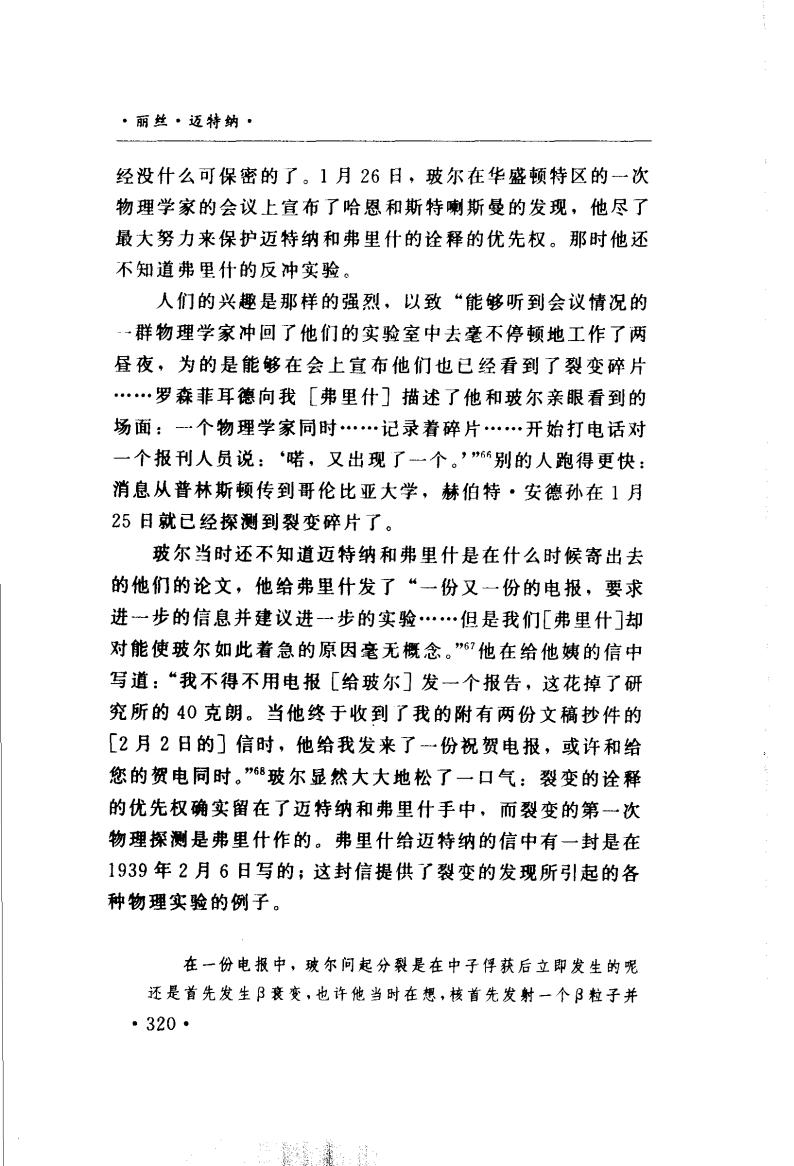 ·丽丝·迈特纳·
经没什么可保密的了。1月26日，玻尔在华盛顿特区的一次
物理学家的会议上宣布了哈恩和斯特喇斯曼的发现，他尽了
最大努力来保护迈特纳和弗里什的诠释的优先权。那时他还
不知道弗里什的反冲实验。
人们的兴趣是那样的强烈，以致“能够听到会议情况的
一群物理学家冲回了他们的实验室中去毫不停顿地工作了两
昼夜，为的是能够在会上宣布他们也已经看到了裂变碎片
……罗森菲耳德向我［弗里什］描述了他和玻尔亲眼看到的
场面：一个物理学家同时……记录着碎片……开始打电话对
一个报刊人员说：‘喏，又出现了一个。’”66别的人跑得更快：
消息从普林斯顿传到哥伦比亚大学，赫伯特·安德孙在1月
25日就已经探测到裂变碎片了。
玻尔当时还不知道迈特纳和弗里什是在什么时候寄出去
的他们的论文，他给弗里什发了“一份又一份的电报，要求
进一步的信息并建议进一步的实验……但是我们[弗里什]却
对能使玻尔如此着急的原因毫无概念。”67他在给他姨的信中
写道：“我不得不用电报［给玻尔］发一个报告，这花掉了研
究所的40克朗。当他终于收到了我的附有两份文稿抄件的
［2月2日的］信时，他给我发来了一份祝贺电报，或许和给
您的贺电同时。”68玻尔显然大大地松了一口气：裂变的诠释
的优先权确实留在了迈特纳和弗里什手中，而裂变的第一次
物理探测是弗里什作的。弗里什给迈特纳的信中有一封是在
1939年2月6日写的；这封信提供了裂变的发现所引起的各
种物理实验的例子。
在一份电报中，玻尔问起分裂是在中子俘获后立即发生的呢
还是首先发生β衰变，也许他当时在想，核首先发射一个β粒子并
·320·